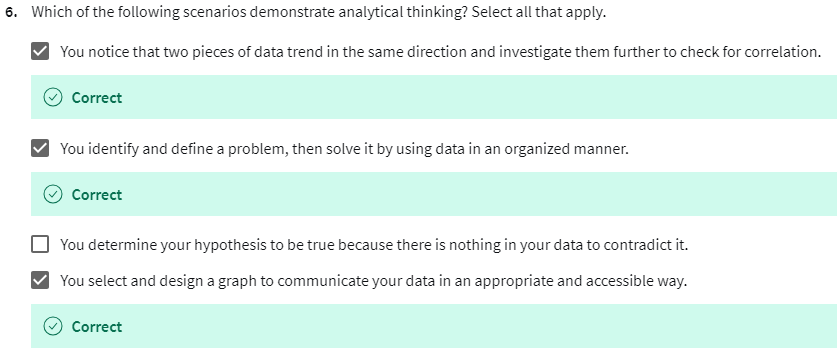 6. Which of the following scenarios demonstrate analytical thinking? Select all that apply.
You notice that two pieces of data trend in the same direction and investigate them further to check for correlation.
Correct
You identify and define a problem, then solve it by using data in an organized manner.
Correct
You determine your hypothesis to be true because there is nothing in your data to contradict it.
You select and design a graph to communicate your data in an appropriate and accessible way.
Correct